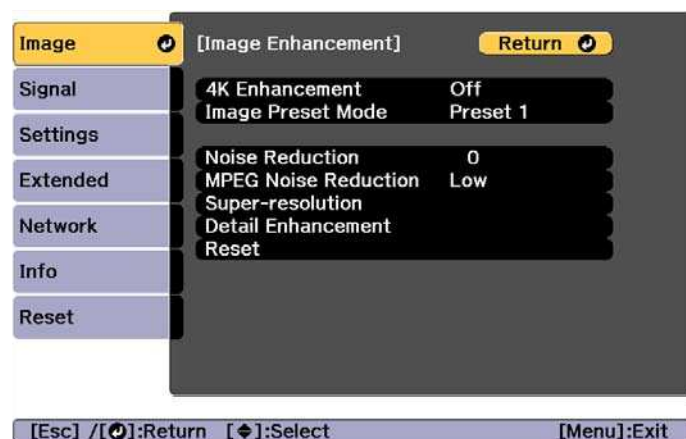 Image
Signal
Settings
Extended
Network
Info
Reset
[Image Enhancement]
Return
4K Enhancement Off
Image Preset Mode Preset 1
Noise Reduction 0
MPEG Noise Reduction Low
Super-resolution
Detail Enhancement
Reset
[Esc] /[ ]:Return [ ]:Select [Menu]:Exit